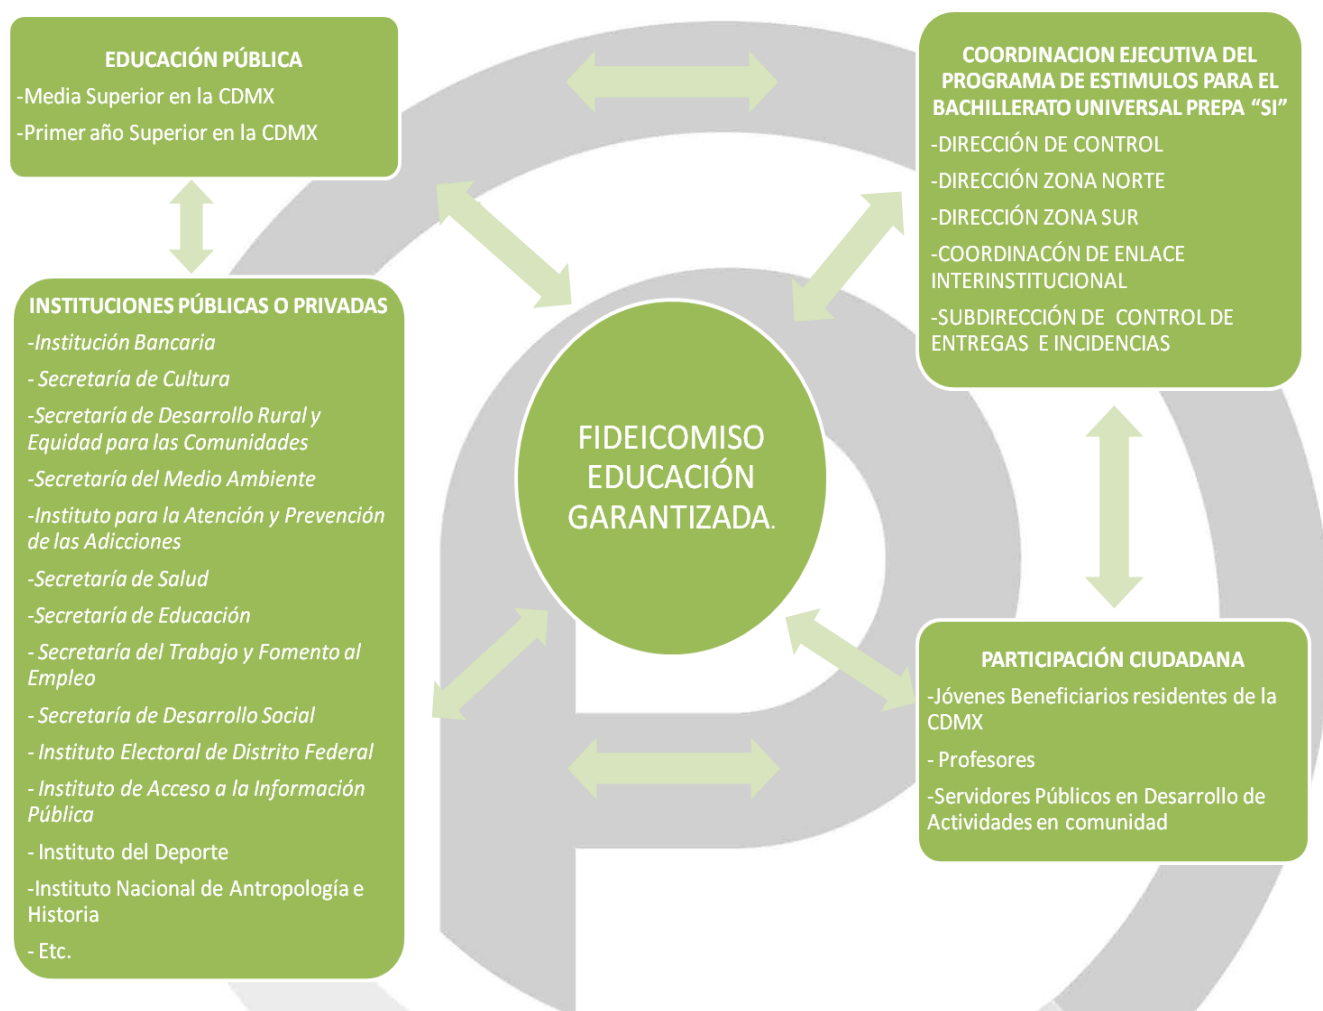 EDUCACIÓN PÚBLICA
-Media Superior en la CDMX
-Primer año Superior en la CDMX
COORDINACION EJECUTIVA DEL
PROGRAMA DE ESTIMULOS PARA EL
BACHILLERATO UNIVERSAL PREPA “SI”
-DIRECCIÓN DE CONTROL
-DIRECCIÓN ZONA NORTE
-DIRECCIÓN ZONA SUR
-COORDINACÓN DE ENLACE
INTERINSTITUCIONAL
-SUBDIRECCIÓN DE CONTROL DE
ENTREGAS E INCIDENCIAS
INSTITUCIONES PÚBLICAS O PRIVADAS
-Institución Bancaria
- Secretaría de Cultura
-Secretaría de Desarrollo Rural y
Equidad para las Comunidades
-Secretaría del Medio Ambiente
-Instituto para la Atención y Prevención
de las Adicciones
-Secretaría de Salud
-Secretaría de Educación
- Secretaría del Trabajo y Fomento al
Empleo
- Secretaría de Desarrollo Social
- Instituto Electoral de Distrito Federal
- Instituto de Acceso a la Información
Pública
- Instituto del Deporte
-Instituto Nacional de Antropología e
Historia
- Etc.
FIDEICOMISO
EDUCACIÓN
GARANTIZADA.
PARTICIPACIÓN CIUDADANA
-Jóvenes Beneficiarios residentes de la
CDMX
- Profesores
-Servidores Públicos en Desarrollo de
Actividades en comunidad